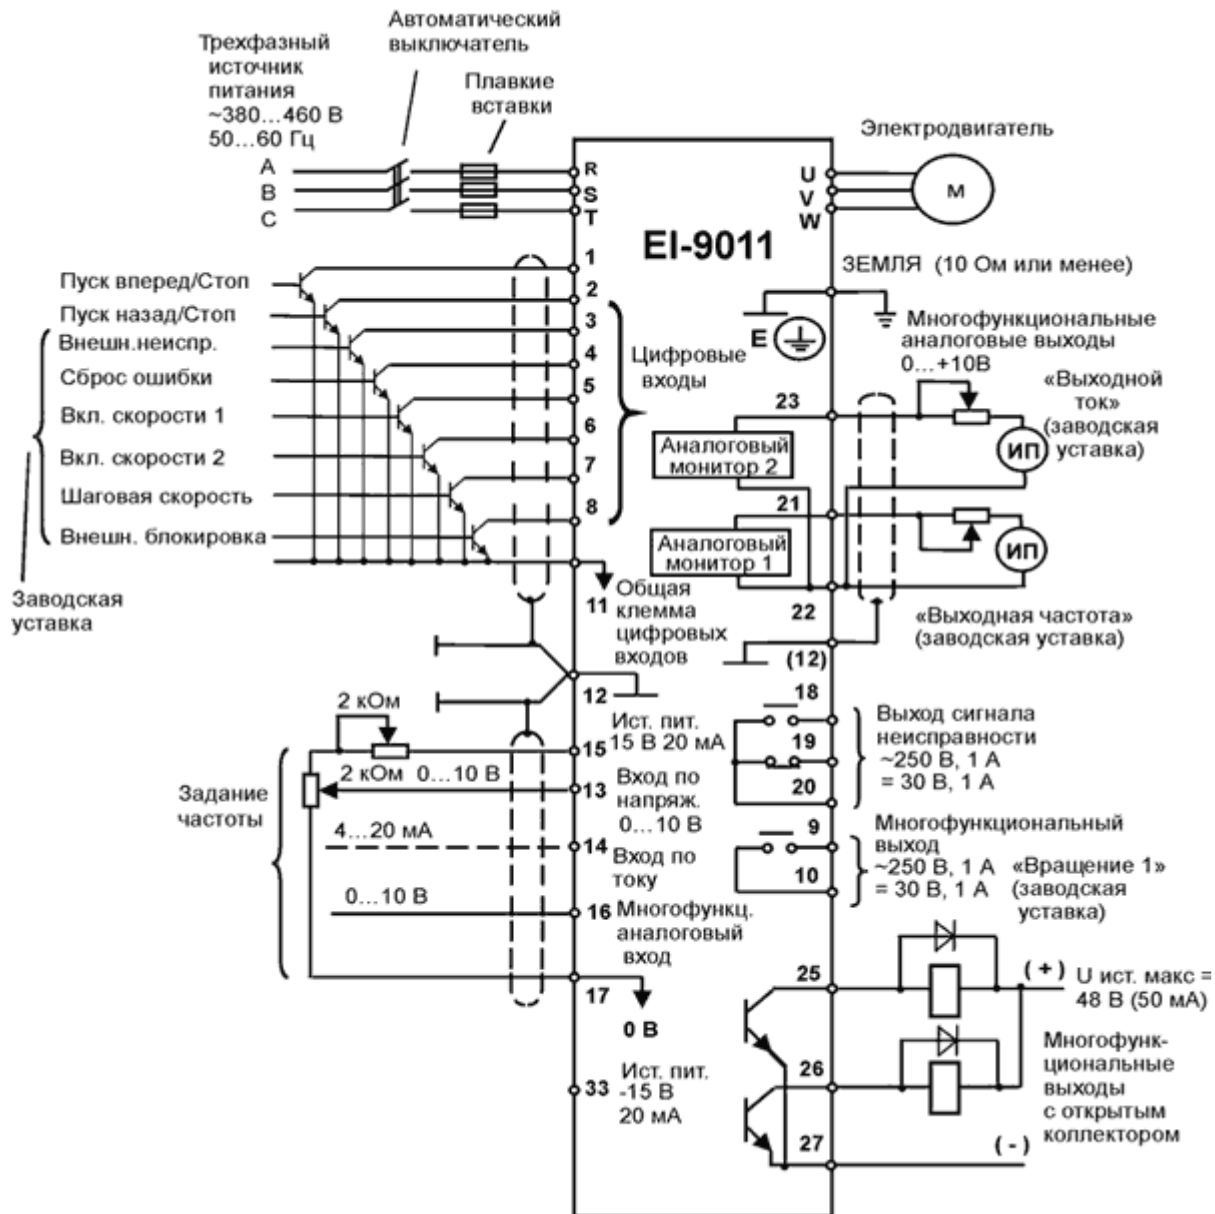 Автоматический
выключатель
Трехфазный
источник
питания
~380...460 В
50...60 Гц
Плавкие
вставки
Электродвигатель
A
B
C
R
S
T
U
V
W
М
EI-9011
ЗЕМЛЯ (10 Ом или менее)
E
Пуск вперед/Стоп
Пуск назад/Стоп
Внешн.неиспр.
Сброс ошибки
Вкл. скорости 1
Вкл. скорости 2
Шаговая скорость
Внешн. блокировка
Заводская
уставка
1
2
3
4
5
6
7
8
Цифровые
входы
11
Общая
клемма
цифровых
входов
12
Многофункциональные
аналоговые выходы
0...+10В
«Выходной
ток»
(заводская
уставка)
23
Аналоговый
монитор 2
ИП
21
Аналоговый
монитор 1
ИП
22
«Выходная частота»
(заводская уставка)
(12)
2 кОм
2 кОм 0...10 В
Задание
частоты
4...20 мА
0...10 В
15
Ист. пит.
15 В 20 мА
13
Вход по
напряж.
0...10 В
14
Вход по
току
16
Многофункц.
аналоговый
вход
17
0 В
33
Ист. пит.
-15 В
20 мА
18
19
20
Выход сигнала
неисправности
~250 В, 1 А
= 30 В, 1 А
9
10
Многофункциональный
выход
~250 В, 1 А
= 30 В, 1 А
«Вращение 1»
(заводская
уставка)
25
(+)
U ист. макс =
48 В (50 мА)
26
Многофунк-
циональные
выходы
с открытым
коллектором
27
(-)